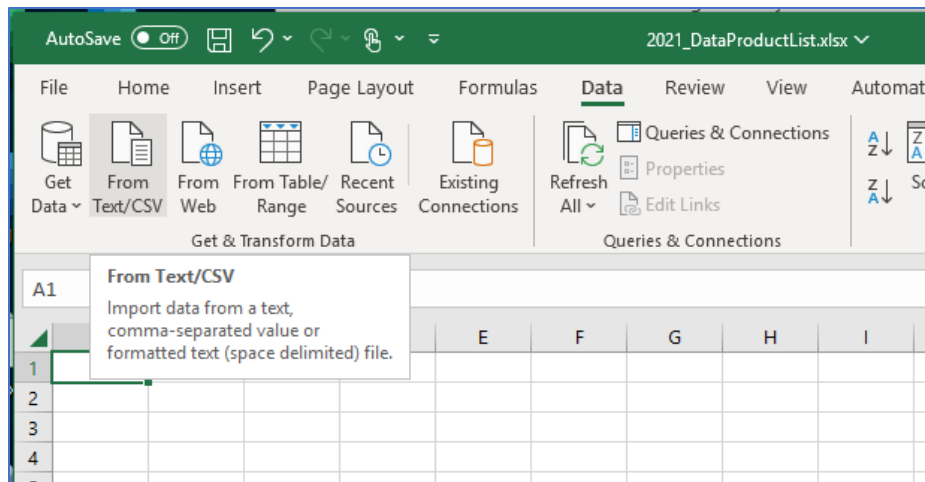 AutoSave Off 2021_DataProductList.xlsx
File Home Insert Page Layout Formulas Data Review View Automat
Get Data
From Text/CSV
From Web
From Table/ Range
Recent Sources
Existing Connections
Refresh All
Queries & Connections
Properties
Edit Links
A Z
Z A
Z A
Get & Transform Data
Queries & Connections
A1
From Text/CSV
Import data from a text,
comma-separated value or
formatted text (space delimited) file.
E F G H I
1
2
3
4